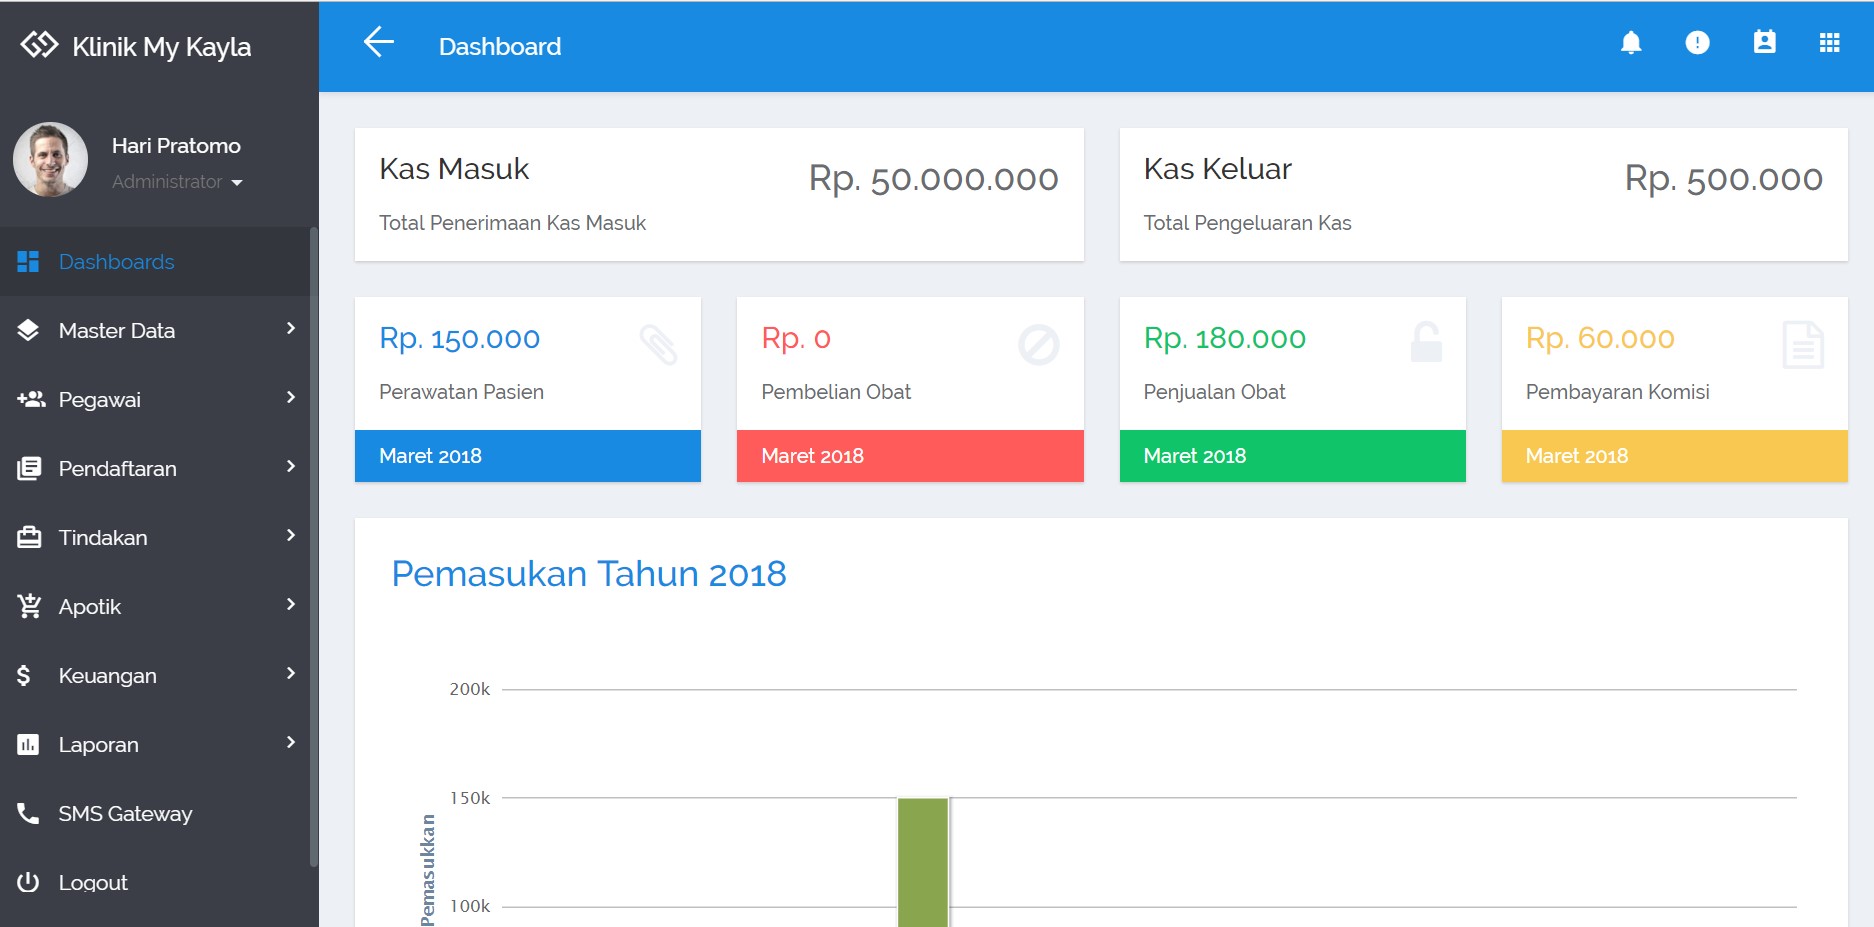 Klinik My Kayla
Dashboard
Hari Pratomo
Administrator
Dashboards
Master Data
Pegawai
Pendaftaran
Tindakan
Apotik
Keuangan
Laporan
SMS Gateway
Logout
Kas Masuk
Rp. 50.000.000
Total Penerimaan Kas Masuk
Kas Keluar
Rp. 500.000
Total Pengeluaran Kas
Rp. 150.000
Perawatan Pasien
Maret 2018
Rp. 0
Pembelian Obat
Maret 2018
Rp. 180.000
Penjualan Obat
Maret 2018
Rp. 60.000
Pembayaran Komisi
Maret 2018
Pemasukan Tahun 2018
200k
150k
100k
Pemasukkan